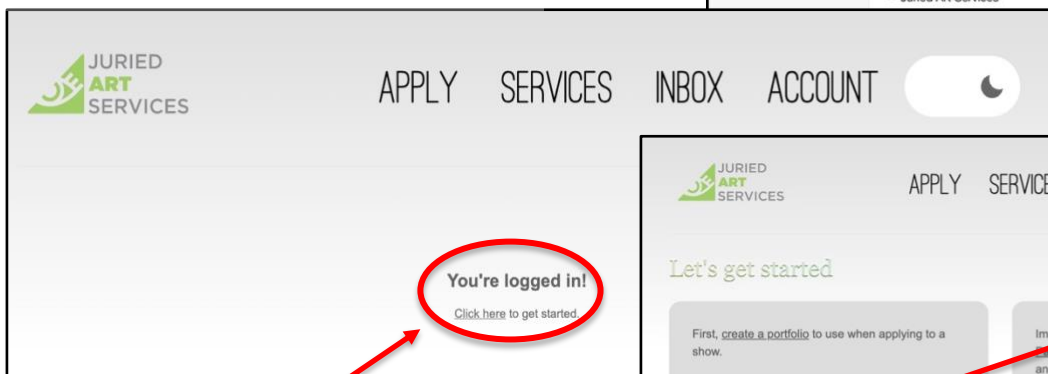 JURIED
ART
SERVICES
APPLY SERVICES INBOX ACCOUNT
You're logged in!
Click here to get started.
JURIED
ART
SERVICES
APPLY
Let's get started
First, create a portfolio to use when applying to a
show.